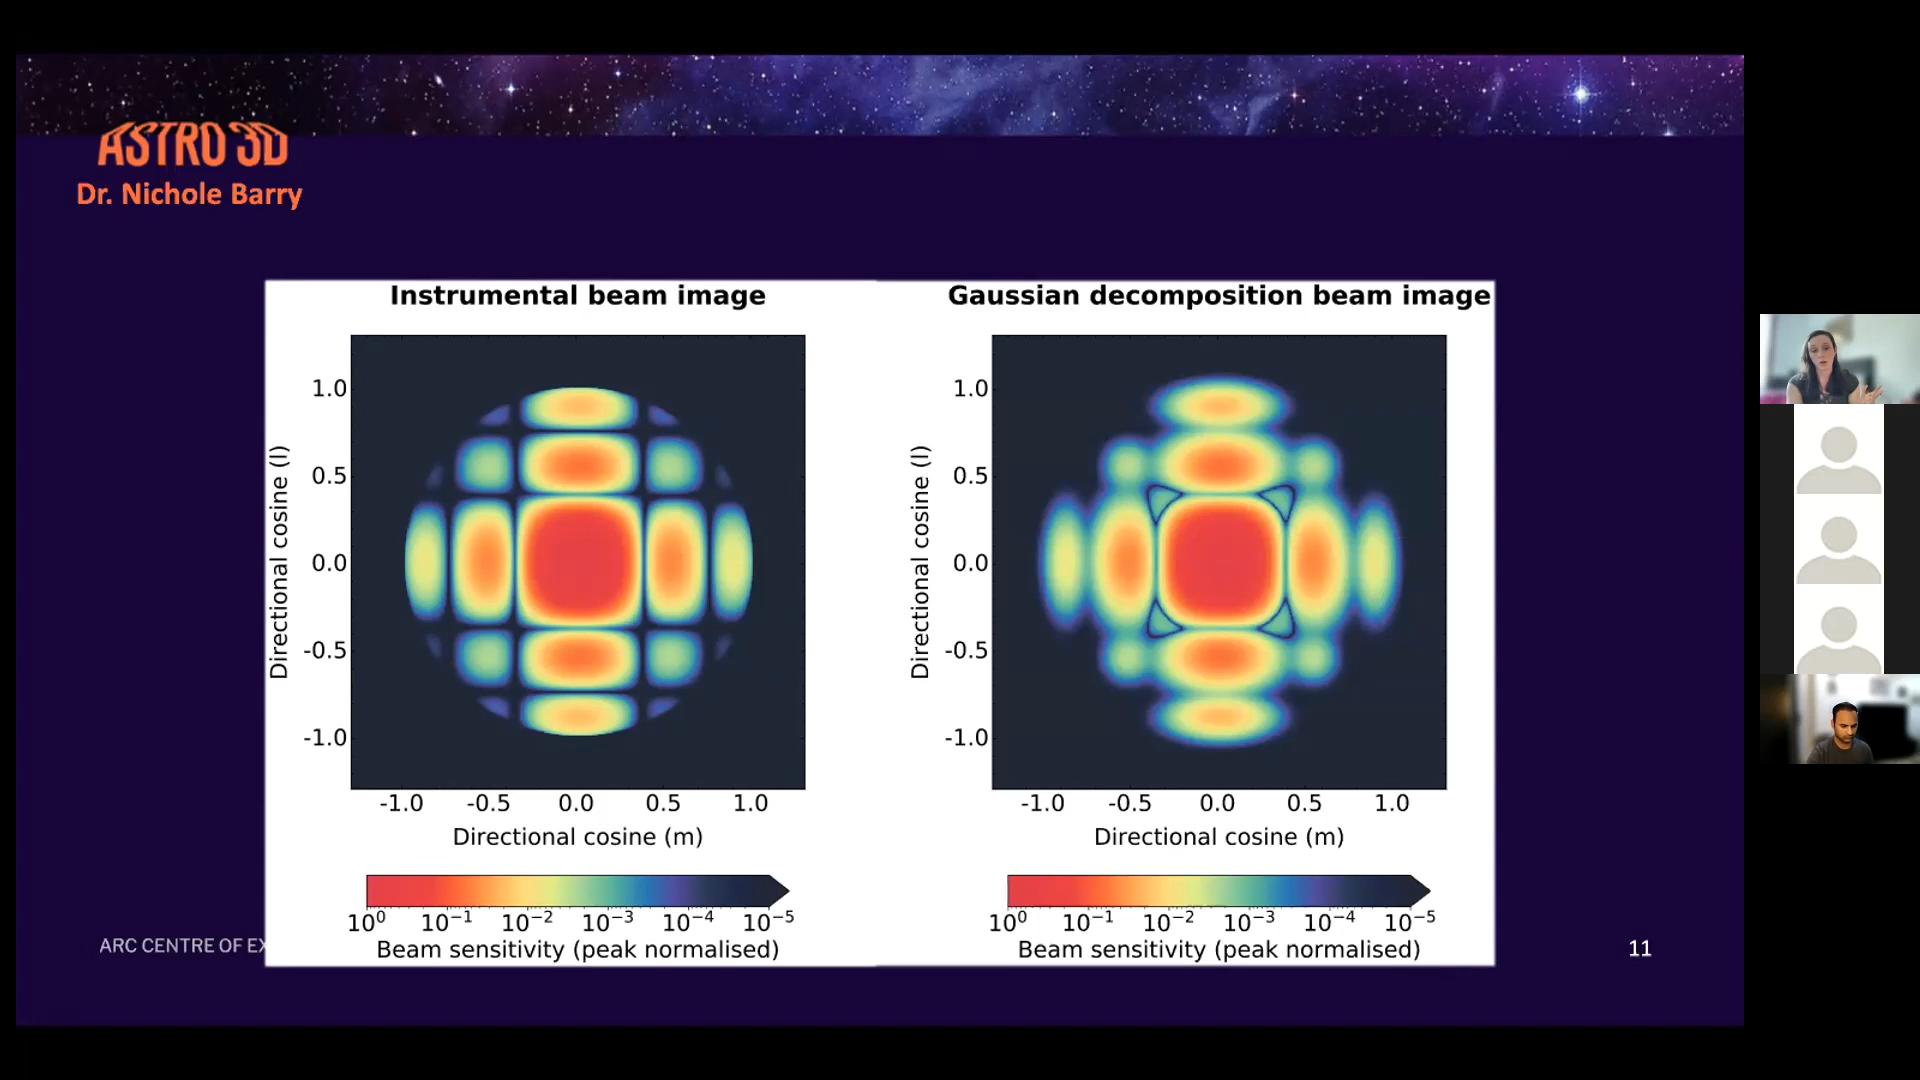 ASTRO 3D
Dr. Nichole Barry
Instrumental beam image
1.0
0.5
0.0
-0.5
-1.0
Directional cosine (l)
-1.0 -0.5 0.0 0.5 1.0
Directional cosine (m)
10⁰ 10⁻¹ 10⁻² 10⁻³ 10⁻⁴ 10⁻⁵
Beam sensitivity (peak normalised)
Gaussian decomposition beam image
1.0
0.5
0.0
-0.5
-1.0
Directional cosine (l)
-1.0 -0.5 0.0 0.5 1.0
Directional cosine (m)
10⁰ 10⁻¹ 10⁻² 10⁻³ 10⁻⁴ 10⁻⁵
Beam sensitivity (peak normalised)
ARC CENTRE OF EX
11